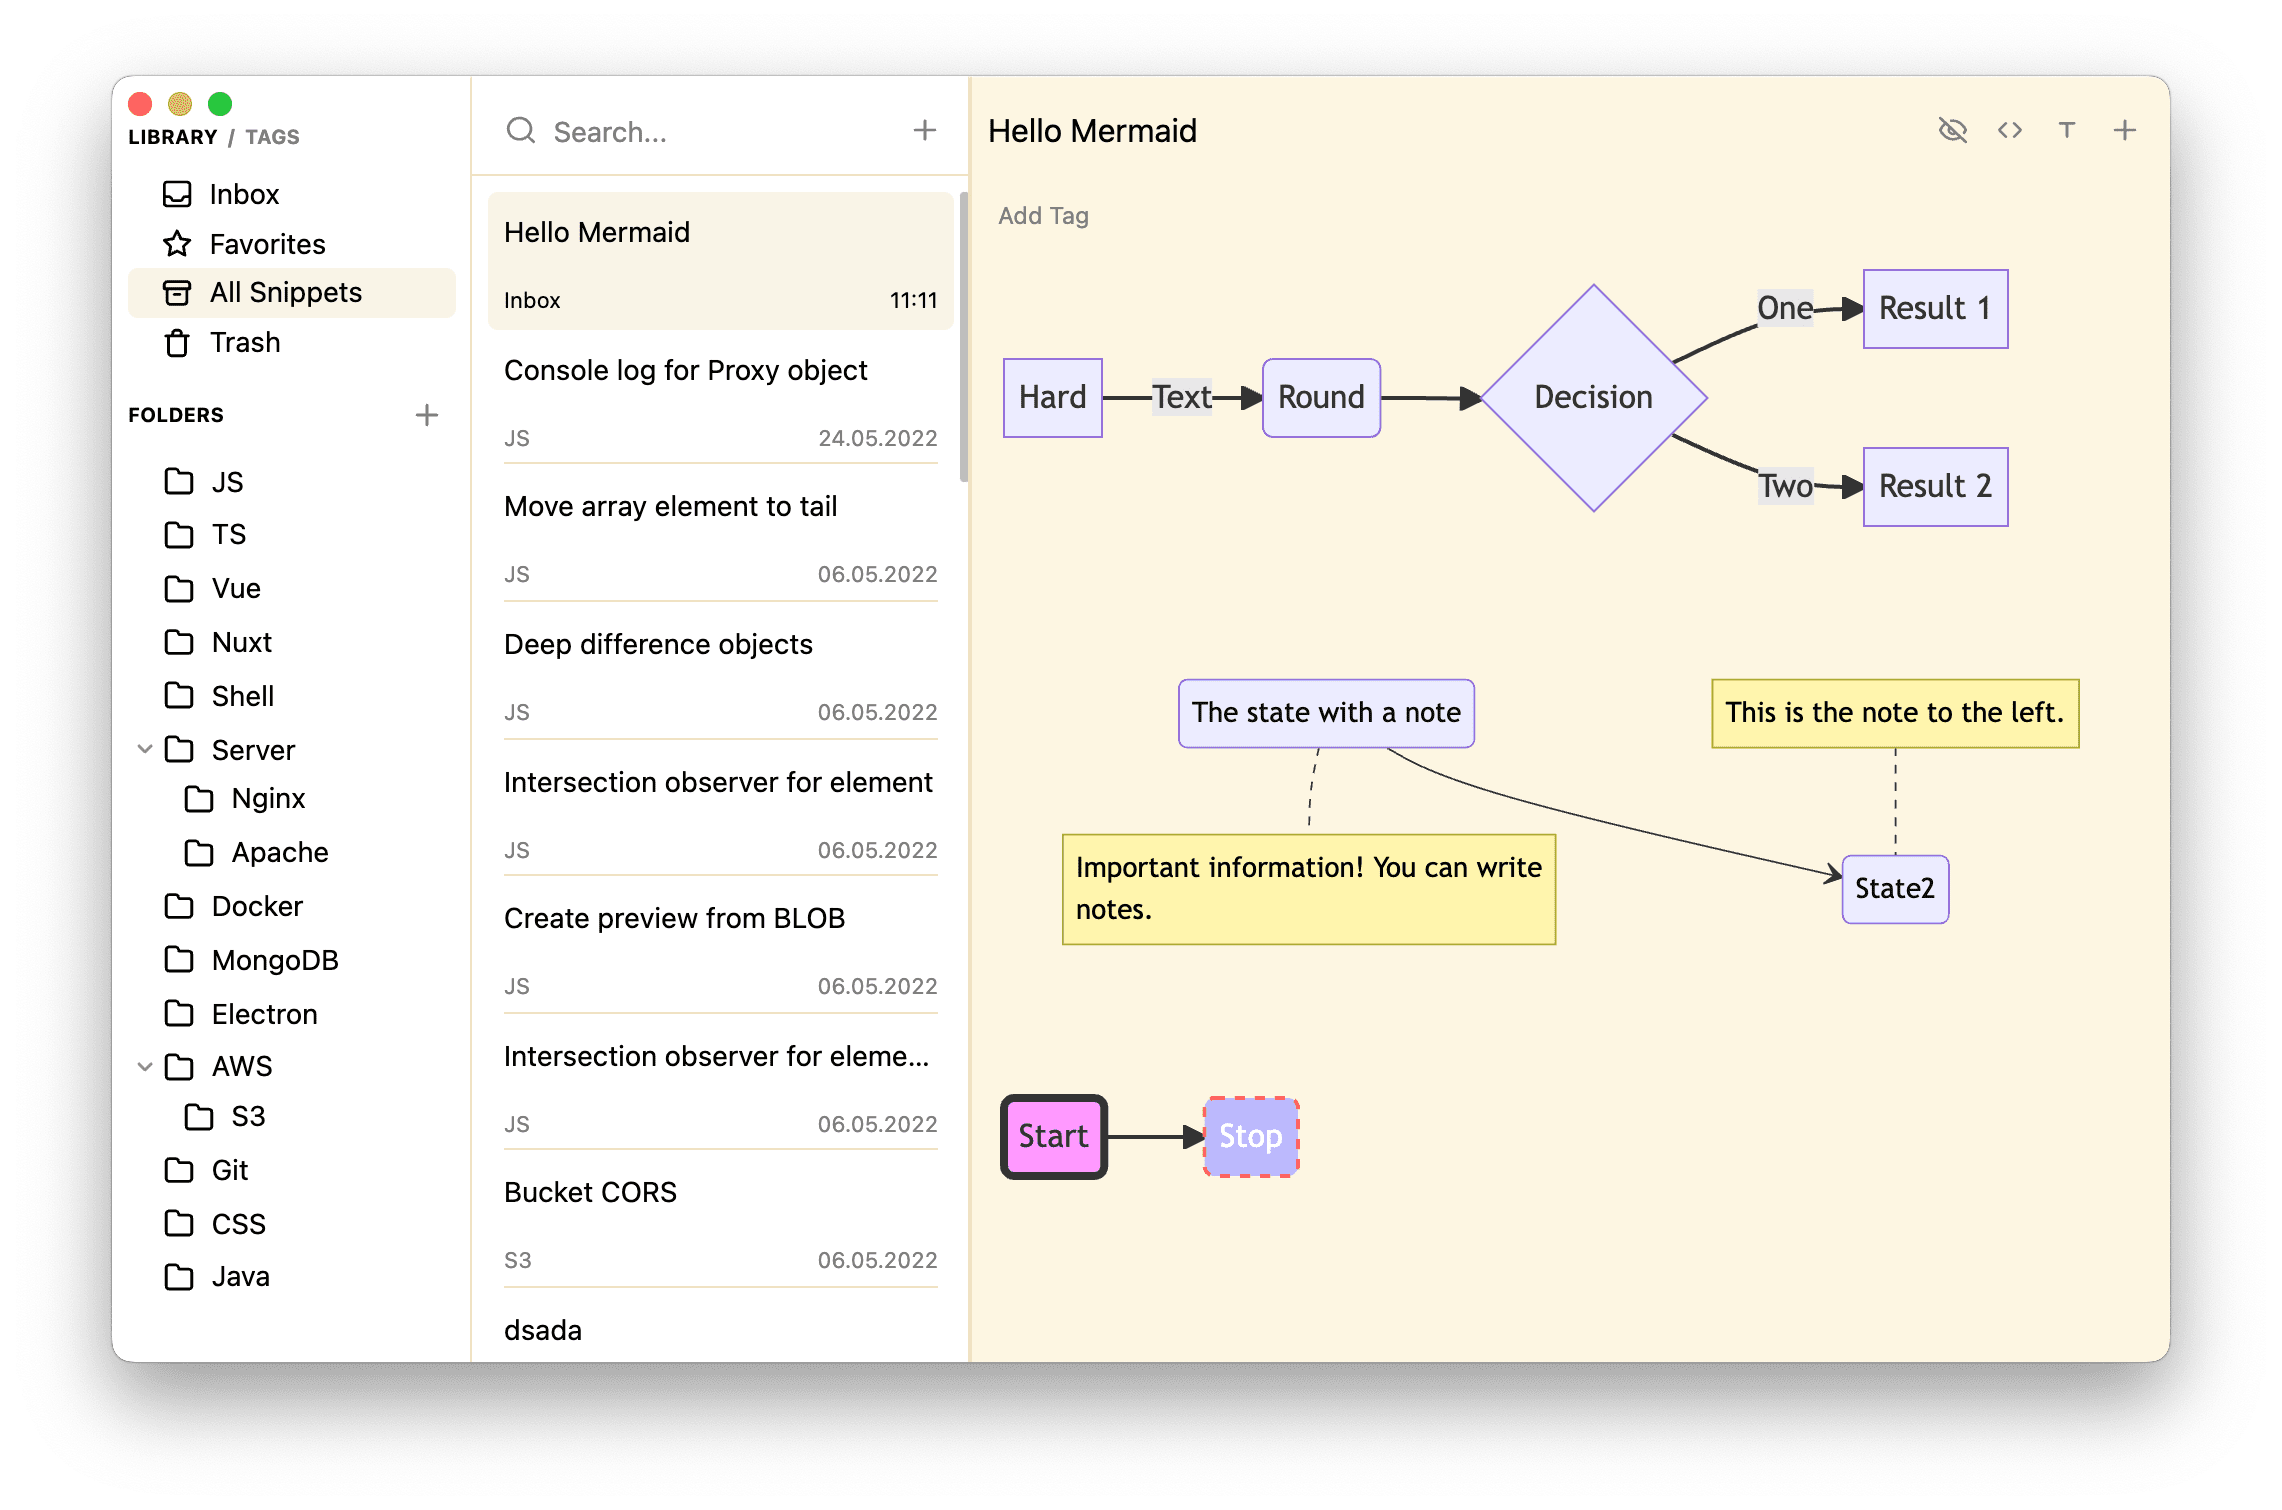 LIBRARY / TAGS
Inbox
Favorites
All Snippets
Trash
FOLDERS
JS
TS
Vue
Nuxt
Shell
Server
Nginx
Apache
Docker
MongoDB
Electron
AWS
S3
Git
CSS
Java
Search...
Hello Mermaid
Inbox 11:11
Console log for Proxy object
JS 24.05.2022
Move array element to tail
JS 06.05.2022
Deep difference objects
JS 06.05.2022
Intersection observer for element
JS 06.05.2022
Create preview from BLOB
JS 06.05.2022
Intersection observer for eleme...
JS 06.05.2022
Bucket CORS
S3 06.05.2022
dsada
Hello Mermaid
T
Add Tag
Hard
Text
Round
Decision
One
Result 1
Two
Result 2
The state with a note
This is the note to the left.
Important information! You can write
notes.
State2
Start
Stop